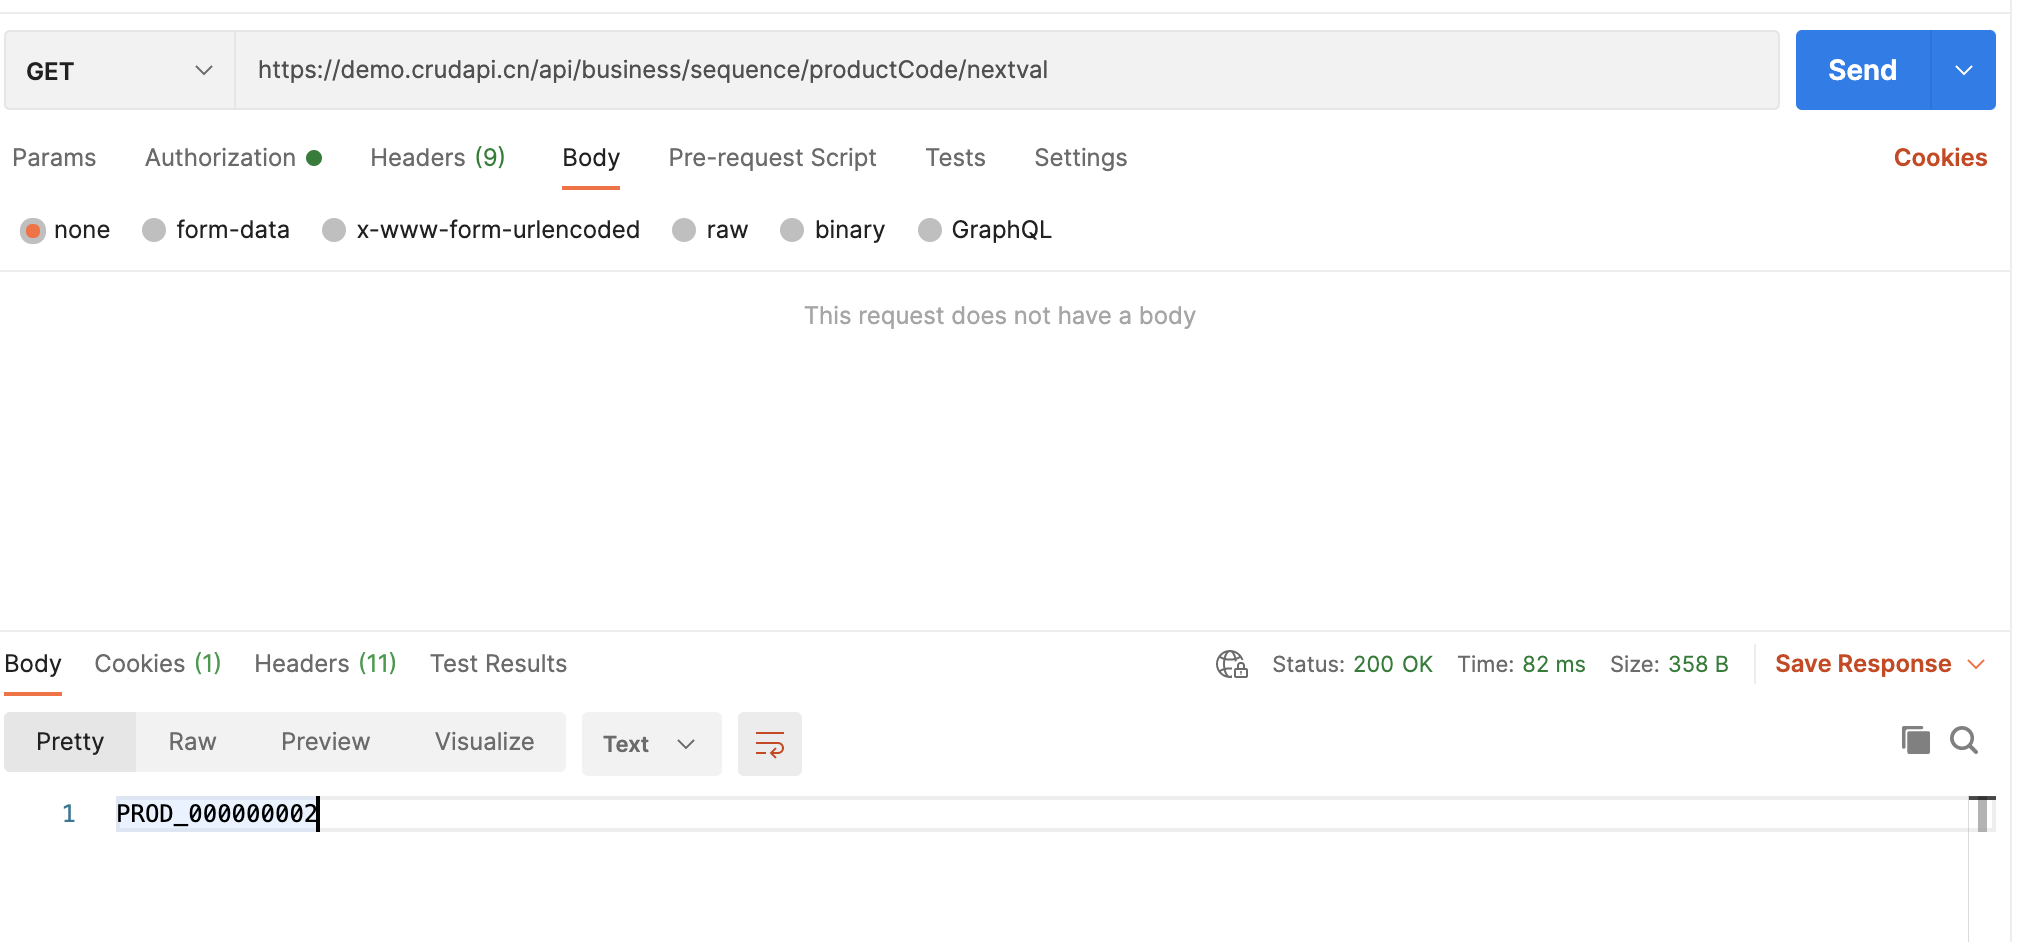 GET https://demo.crudapi.cn/api/business/sequence/productCode/nextval Send
Params Authorization Headers (9) Body Pre-request Script Tests Settings Cookies
none form-data x-www-form-urlencoded raw binary GraphQL
This request does not have a body
Body Cookies (1) Headers (11) Test Results Status: 200 OK Time: 82 ms Size: 358 B Save Response
Pretty Raw Preview Visualize Text
1 PROD_000000002